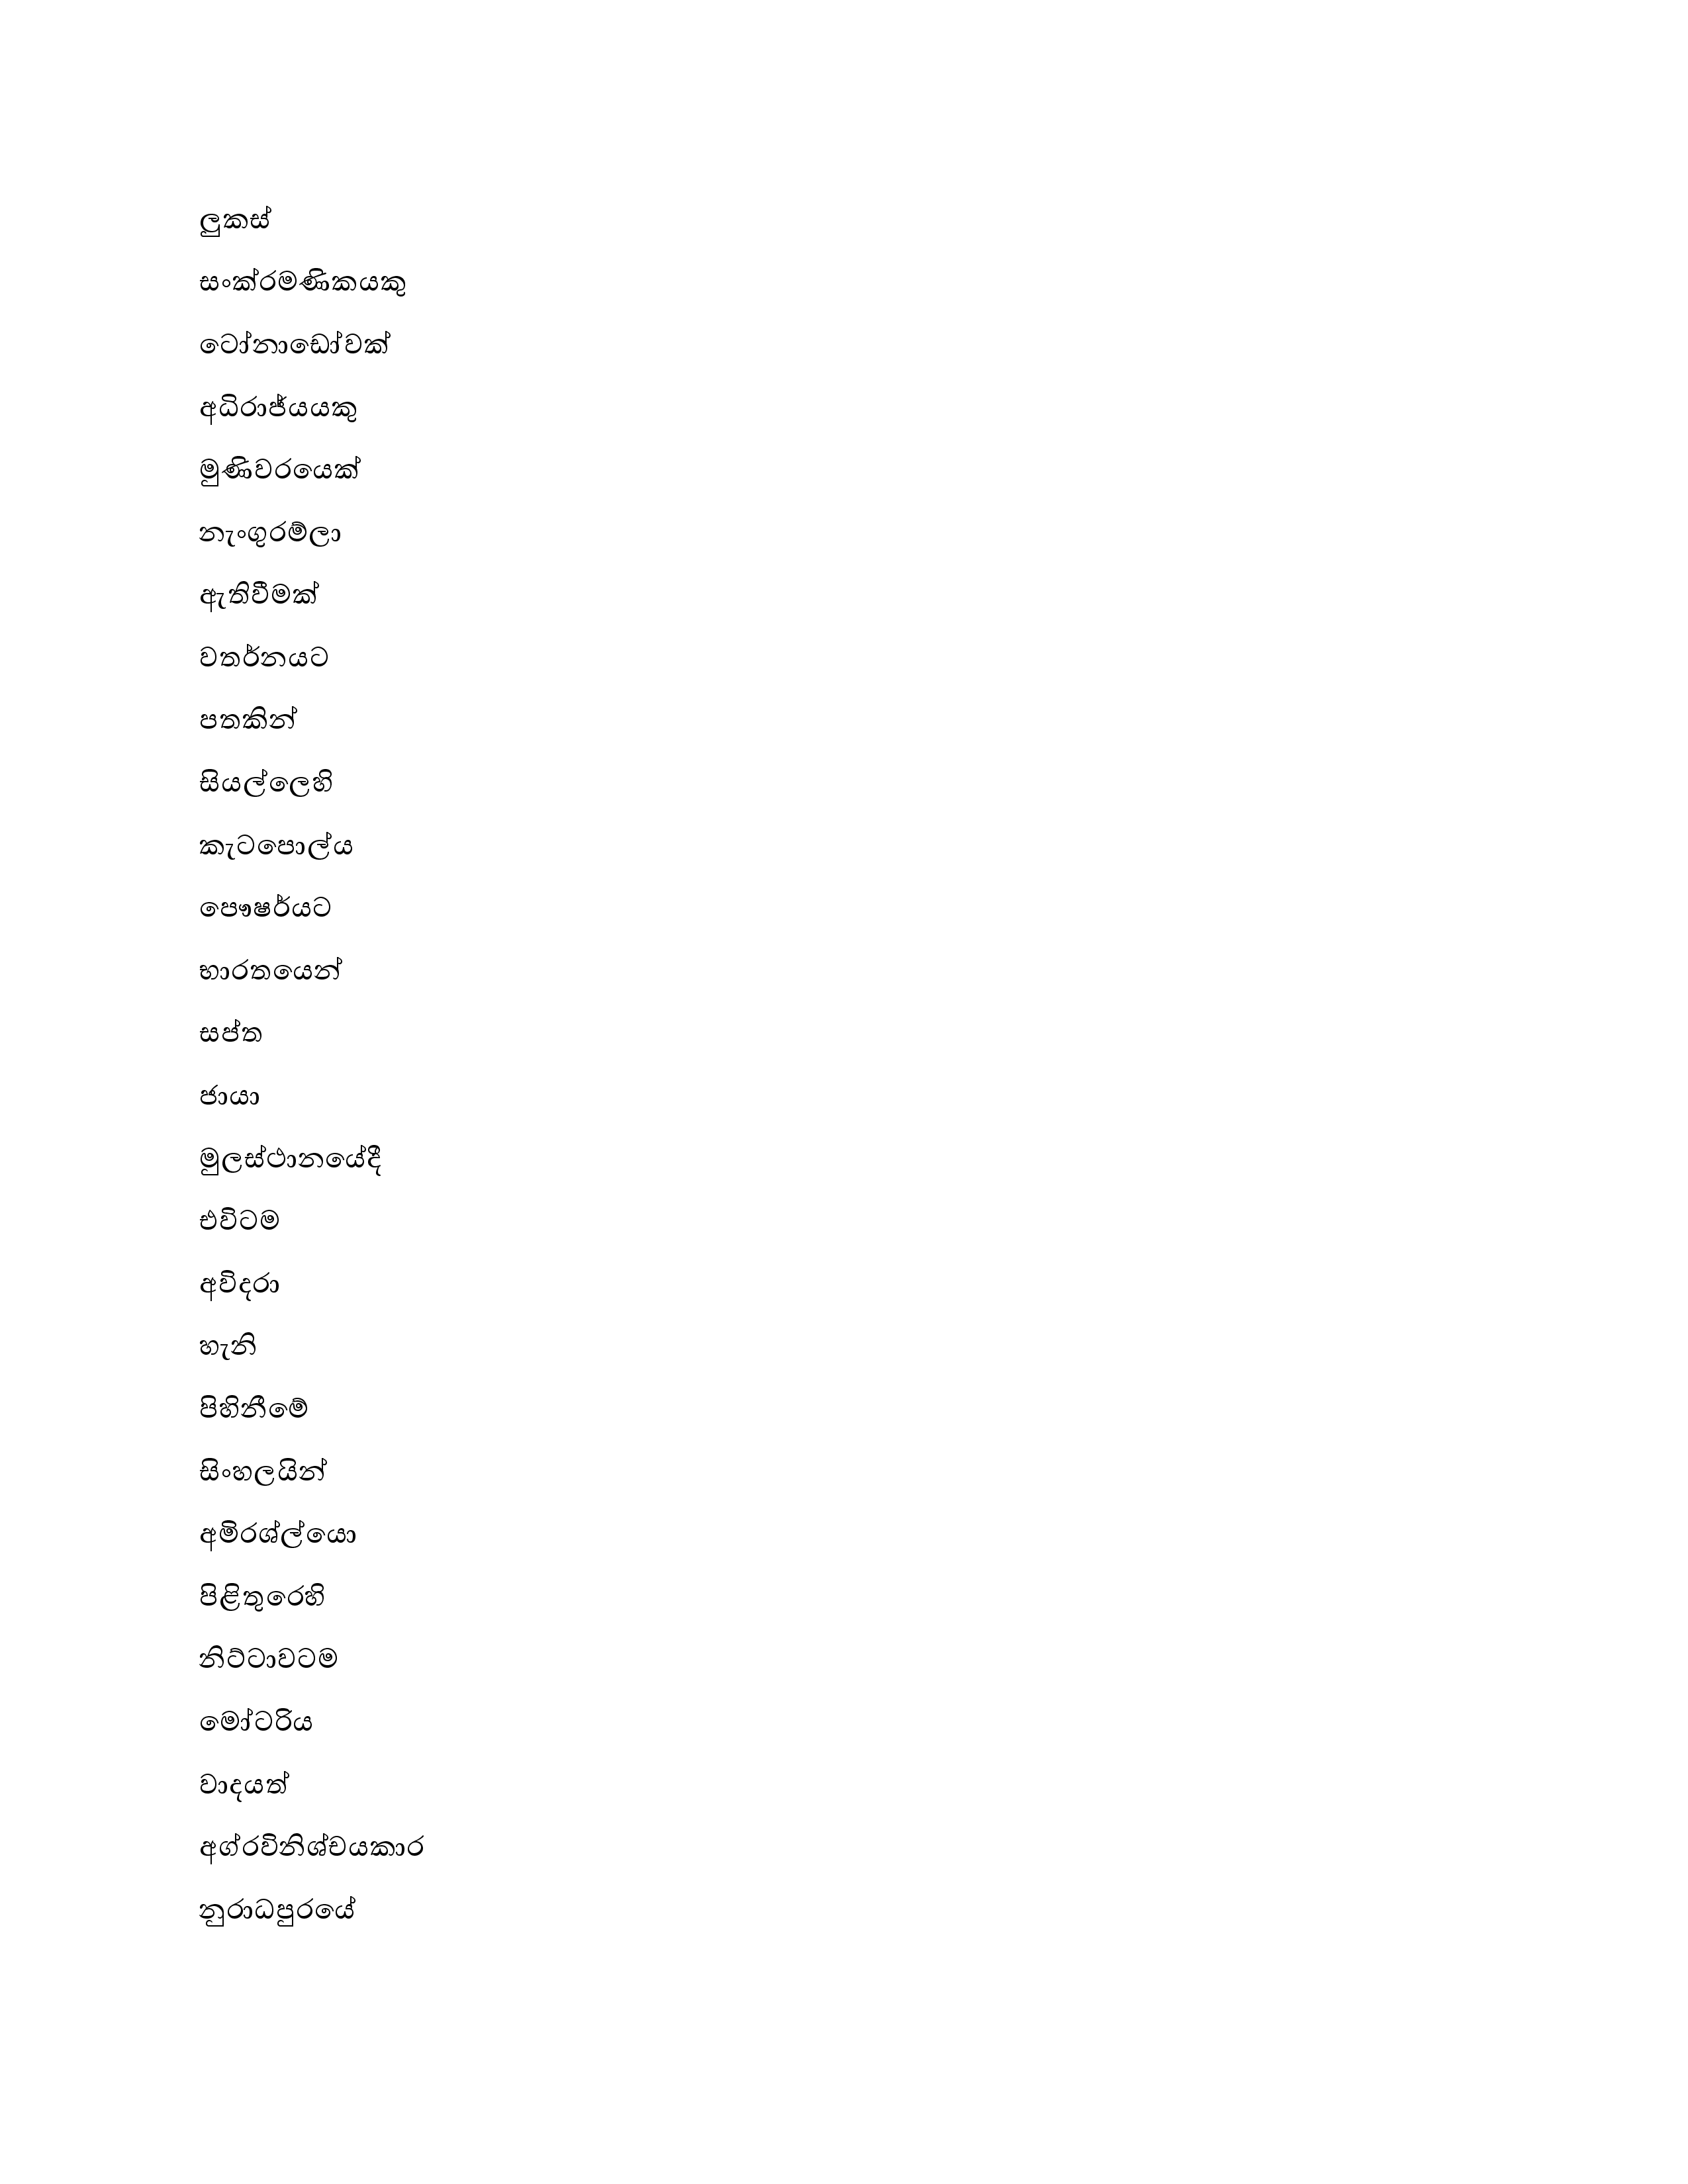 ලුකස්
සංක්රමණිකයකු
ටෝනාඩෝවක්
අධිරාජ්යයකු
මුණිවරයෙක්
නැංගුරම්ලා
ඇතිවීමක්
වතර්නයට
පතකින්
සියල්ලෙහි
කැටපොල්ය
පෞෂර්යට
භාරතයෙන්
සප්ත
ජායා
මුලස්ථානයේදී
එවිටම
අවිදරා
හැනි
පිහිනීමේ
සිංහලයින්
අමිරශ්ල්යො
පිළිතුරෙහි
නිට්ටාවටම
මෝටරිය
වාදයත්
අග්රවිනිශ්චයකාර
නුරාධපුරයේ